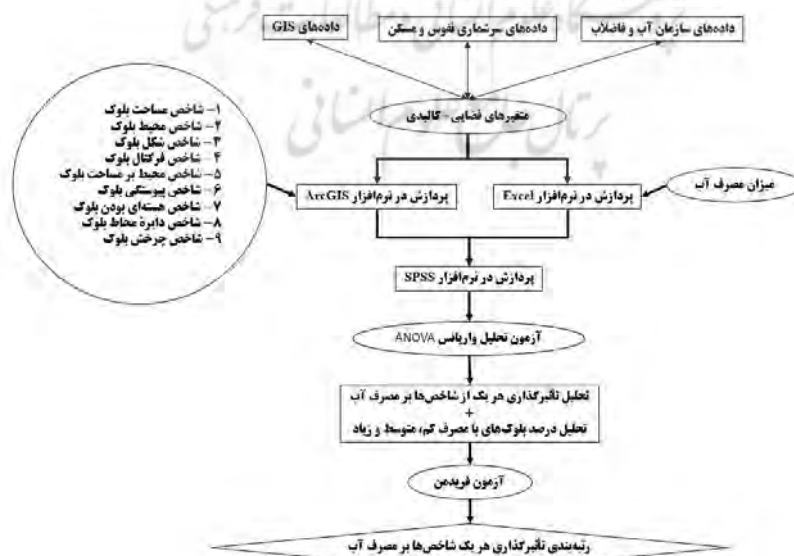 داده‌های سازمان آب و فاضلاب
داده‌های سرشماری نفوس و مسکن
داده‌های GIS
متغیرهای فضایی - کالبدی
۱- شاخص مساحت بلوک
۲- شاخص محیط بلوک
۳- شاخص شکل بلوک
۴- شاخص فرکتال بلوک
۵- شاخص محیط بر مساحت بلوک
۶- شاخص پیوستگی بلوک
۷- شاخص هسته‌ای بودن بلوک
۸- شاخص دایرهٔ محاط بلوک
۹- شاخص چرخش بلوک
میزان مصرف آب
پردازش در نرم‌افزار Excel
پردازش در نرم‌افزار ArcGIS
پردازش در نرم‌افزار SPSS
آزمون تحلیل واریانس ANOVA
تحلیل تأثیرگذاری هر یک از شاخص‌ها بر مصرف آب
+
تحلیل درصد بلوک‌های با مصرف کم، متوسط و زیاد
آزمون فریدمن
رتبه‌بندی تأثیرگذاری هر یک شاخص‌ها بر مصرف آب